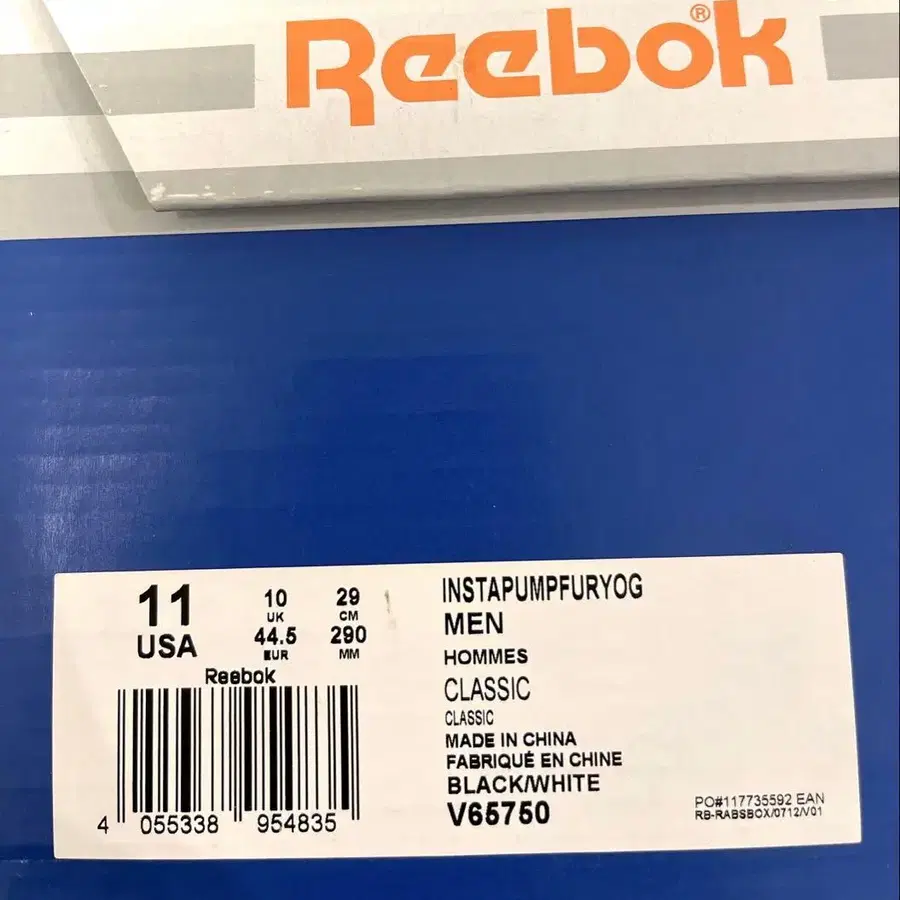 Reebok®
11
USA
10
UK
44.5
EUR
29
CM
290
MM
Reebok
4 055338 954835
INSTAPUMPFURYOG
MEN
HOMMES
CLASSIC
CLASSIC
MADE IN CHINA
FABRIQUÉ EN CHINE
BLACK/WHITE
V65750
PO#117735592 EAN
RB-RABSBOX/0712/V01